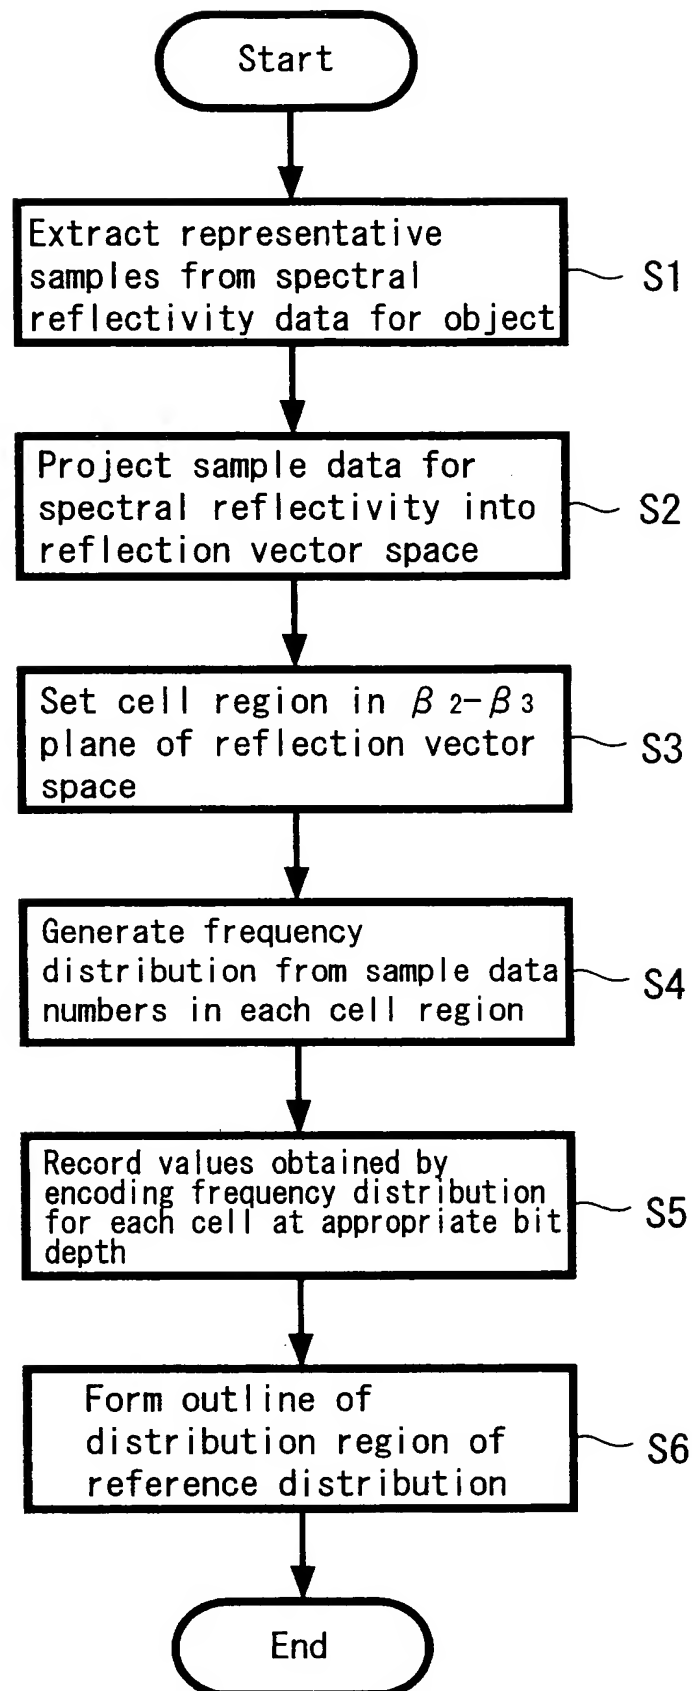 Start
Extract representative
samples from spectral
reflectivity data for object
S1
Project sample data for
spectral reflectivity into
reflection vector space
S2
Set cell region in β2-β3
plane of reflection vector
space
S3
Generate frequency
distribution from sample data
numbers in each cell region
S4
Record values obtained by
encoding frequency distribution
for each cell at appropriate bit
depth
S5
Form outline of
distribution region of
reference distribution
S6
End